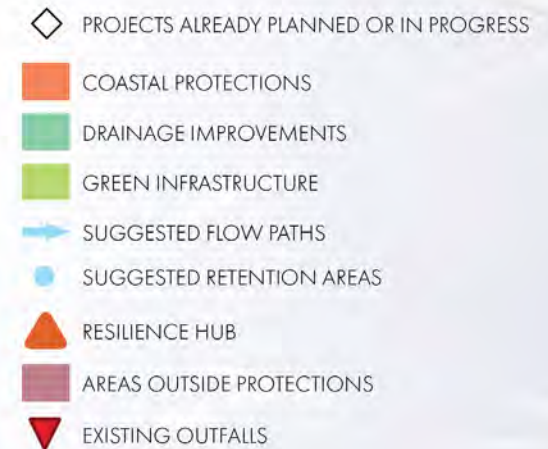 PROJECTS ALREADY PLANNED OR IN PROGRESS
COASTAL PROTECTIONS
DRAINAGE IMPROVEMENTS
GREEN INFRASTRUCTURE
SUGGESTED FLOW PATHS
SUGGESTED RETENTION AREAS
RESILIENCE HUB
AREAS OUTSIDE PROTECTIONS
EXISTING OUTFALLS